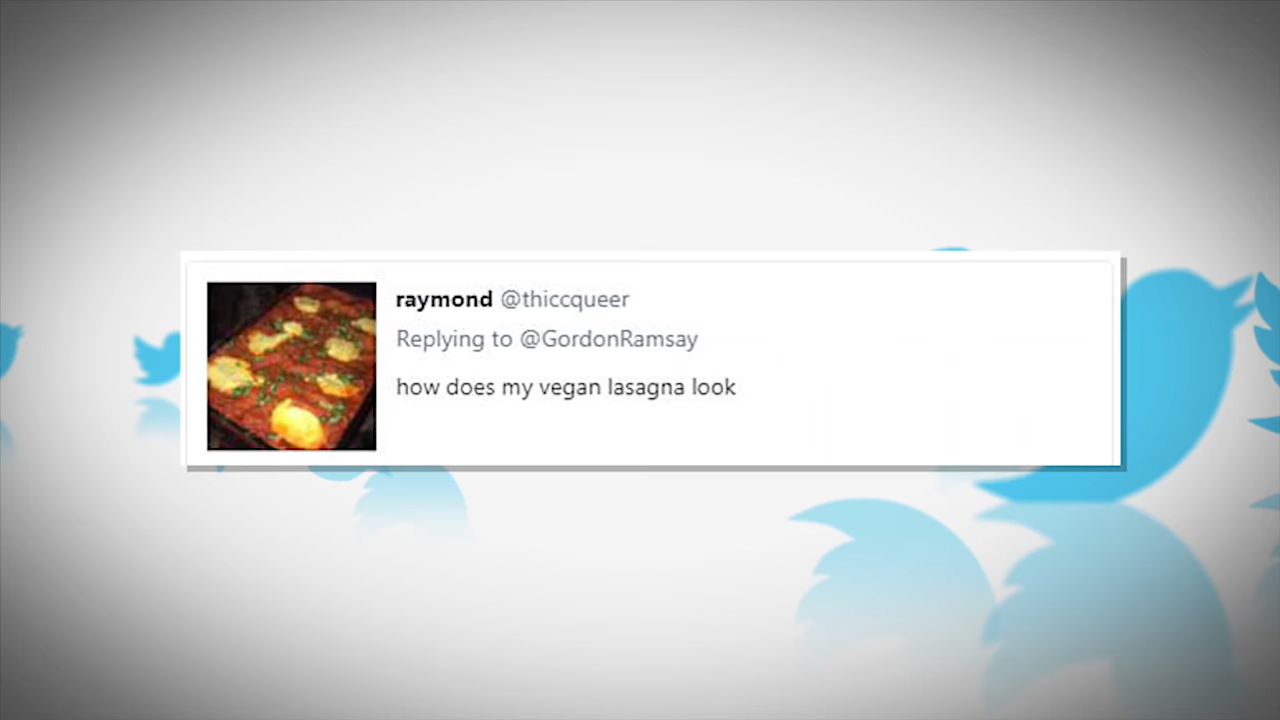 raymond @thiccqueer
Replying to @GordonRamsay
how does my vegan lasagna look